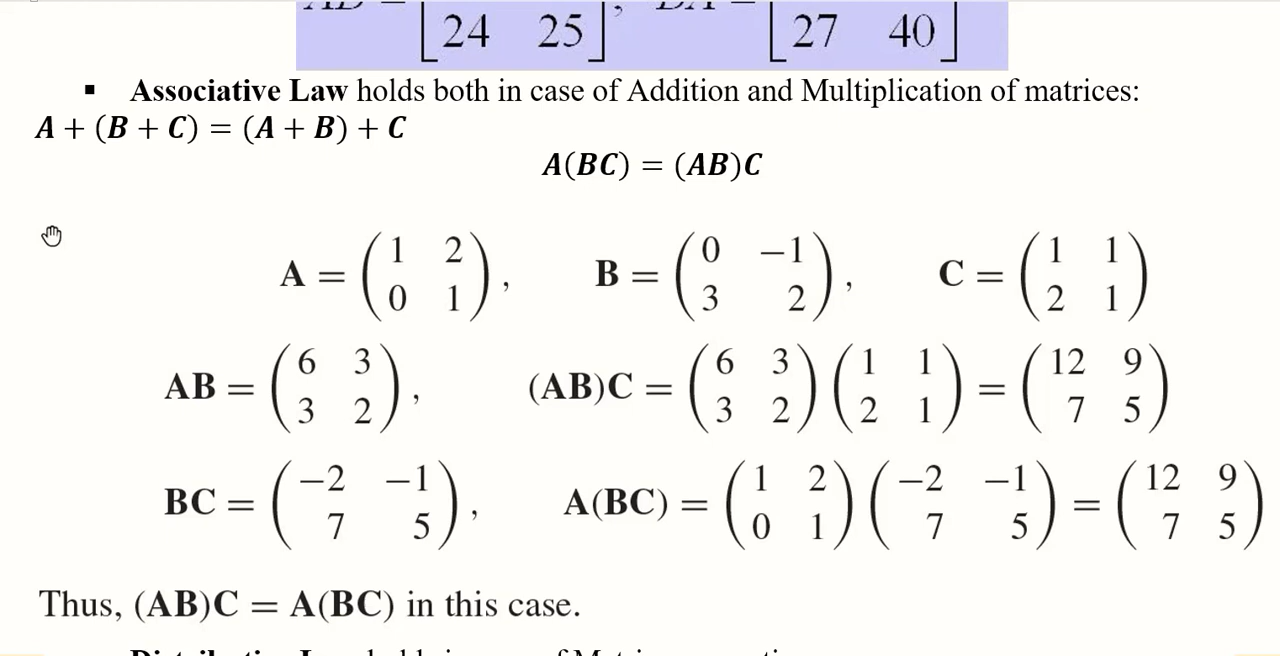 24 25 27 40
▪ Associative Law holds both in case of Addition and Multiplication of matrices:
A + (B + C) = (A + B) + C
A(BC) = (AB)C
A = ( 1 2 ; 0 1 ), B = ( 0 −1 ; 3 2 ), C = ( 1 1 ; 2 1 )
AB = ( 6 3 ; 3 2 ), (AB)C = ( 6 3 ; 3 2 ) ( 1 1 ; 2 1 ) = ( 12 9 ; 7 5 )
BC = ( −2 −1 ; 7 5 ), A(BC) = ( 1 2 ; 0 1 ) ( −2 −1 ; 7 5 ) = ( 12 9 ; 7 5 )
Thus, (AB)C = A(BC) in this case.